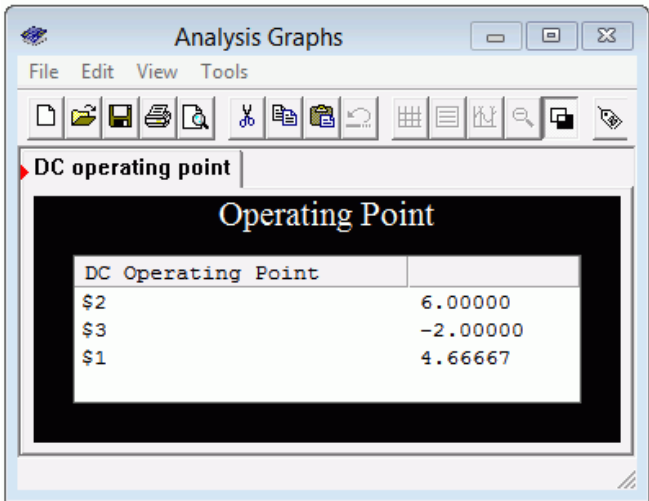 Analysis Graphs
File Edit View Tools
DC operating point
Operating Point
DC Operating Point
$2 6.00000
$3 -2.00000
$1 4.66667